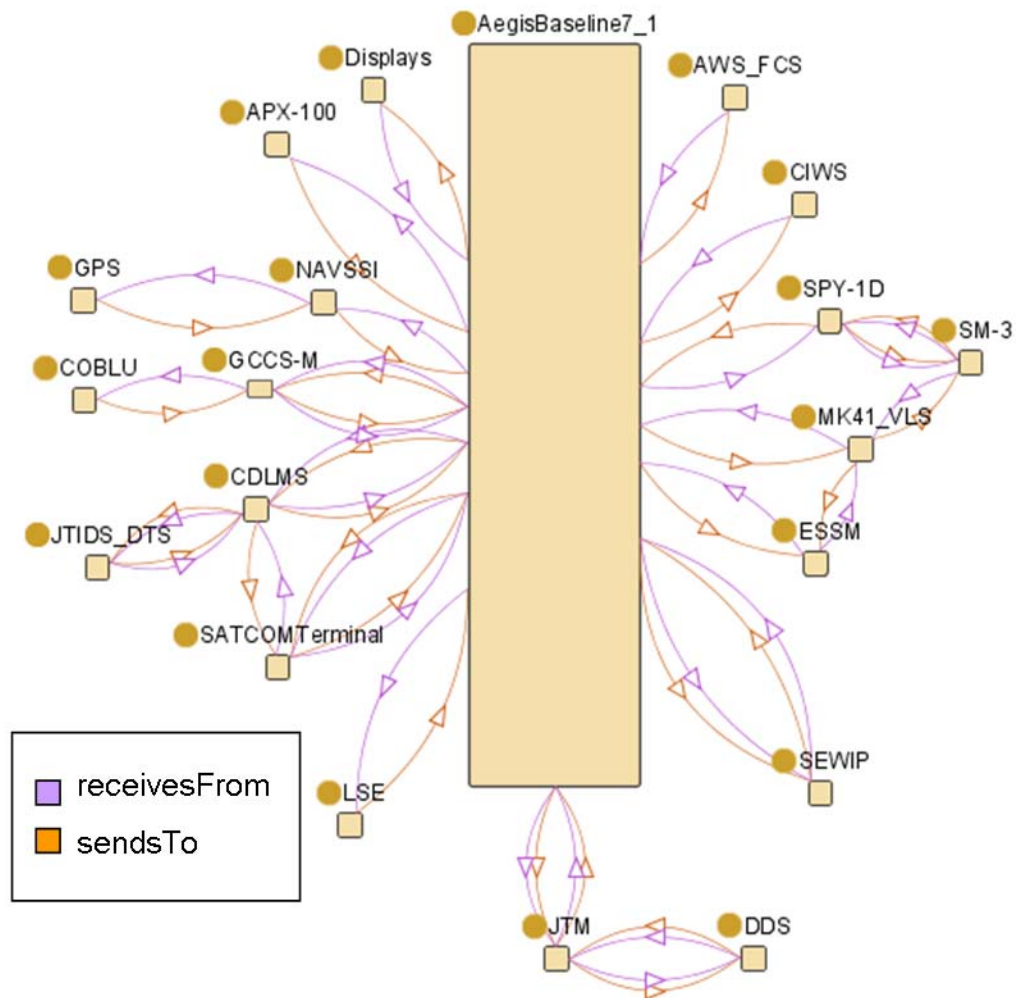 AegisBaseline7_1
Displays
AWS_FCS
APX-100
CIWS
GPS
NAVSSI
SPY-1D
SM-3
COBLU
GCCS-M
MK41_VLS
CDLMS
JTIDS_DTS
ESSM
SATCOMTerminal
SEWIP
receivesFrom
LSE
sendsTo
JTM
DDS